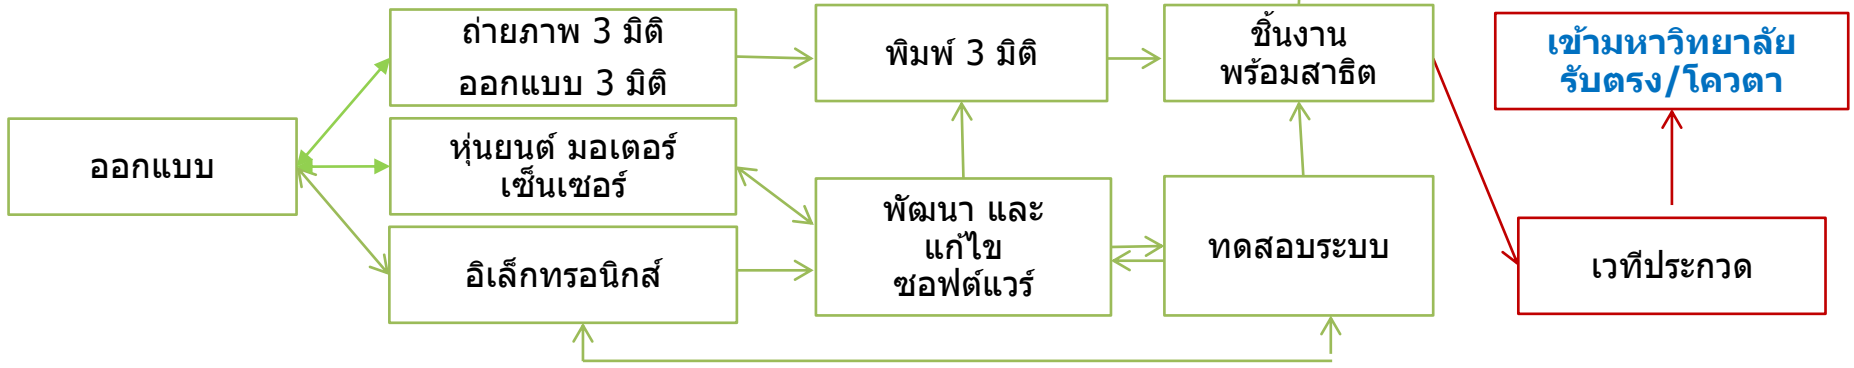 ออกแบบ
ถ่ายภาพ 3 มิติ
ออกแบบ 3 มิติ
หุ่นยนต์ มอเตอร์
เซ็นเซอร์
อิเล็กทรอนิกส์
พิมพ์ 3 มิติ
พัฒนา และ
แก้ไข
ซอฟต์แวร์
ชิ้นงาน
พร้อมสาธิต
ทดสอบระบบ
เข้ามหาวิทยาลัย
รับตรง/โควตา
เวทีประกวด